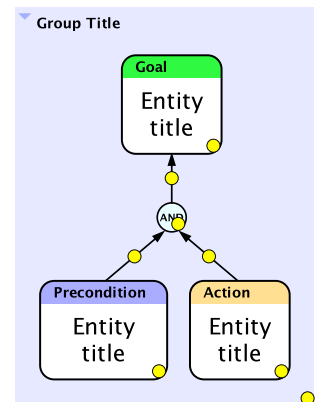 Group Title
Goal
Entity
title
AND
Precondition
Entity
title
Action
Entity
title